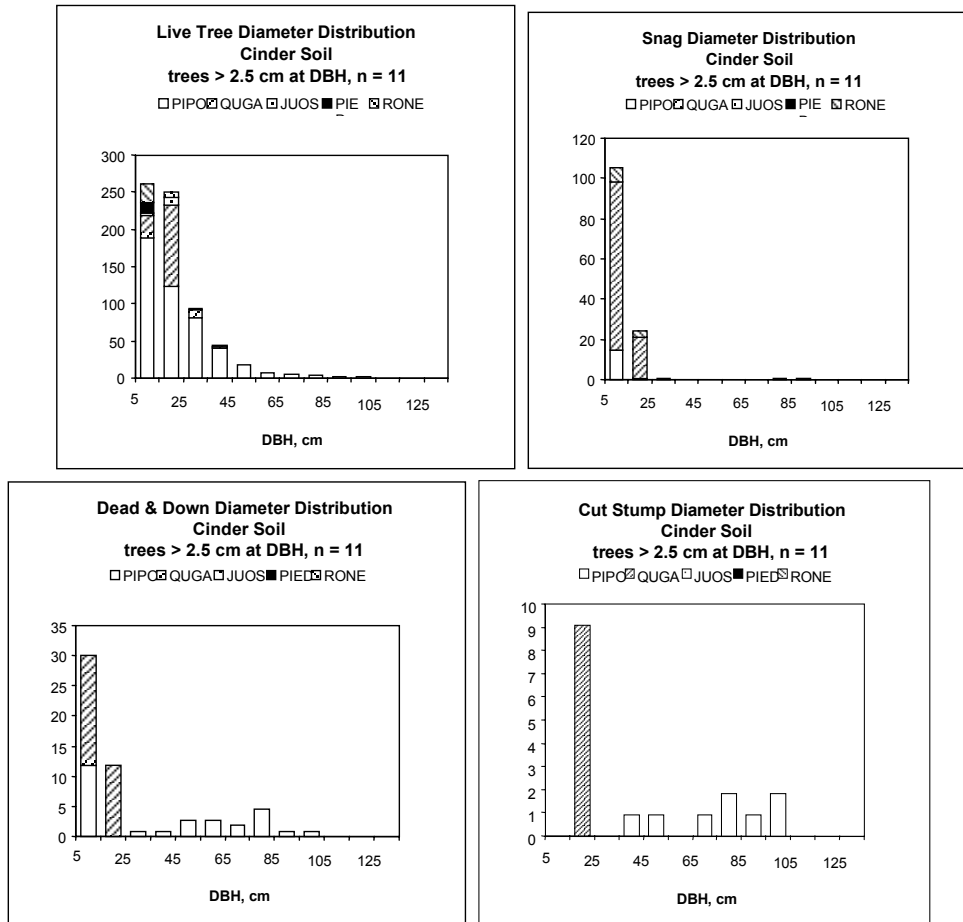 Live Tree Diameter Distribution
Cinder Soil
trees > 2.5 cm at DBH, n = 11
PIPO QUGA JUOS PIE RONE
300
250
200
150
100
50
0
5 25 45 65 85 105 125
DBH, cm
Snag Diameter Distribution
Cinder Soil
trees > 2.5 cm at DBH, n = 11
PIPO QUGA JUOS PIE RONE
120
100
80
60
40
20
0
5 25 45 65 85 105 125
DBH, cm
Dead & Down Diameter Distribution
Cinder Soil
trees > 2.5 cm at DBH, n = 11
PIPO QUGA JUOS PIED RONE
35
30
25
20
15
10
5
0
5 25 45 65 85 105 125
DBH, cm
Cut Stump Diameter Distribution
Cinder Soil
trees > 2.5 cm at DBH, n = 11
PIPO QUGA JUOS PIED RONE
10
9
8
7
6
5
4
3
2
1
0
5 25 45 65 85 105 125
DBH, cm